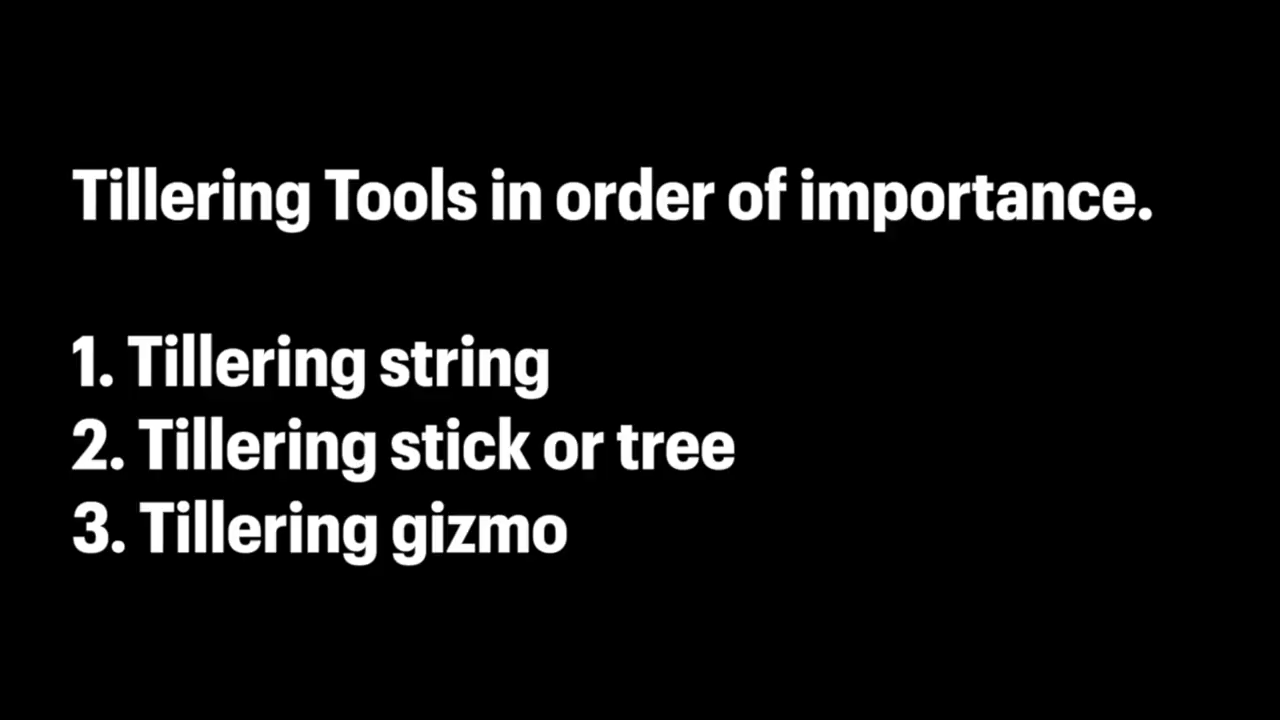 Tillering Tools in order of importance.
1. Tillering string
2. Tillering stick or tree
3. Tillering gizmo